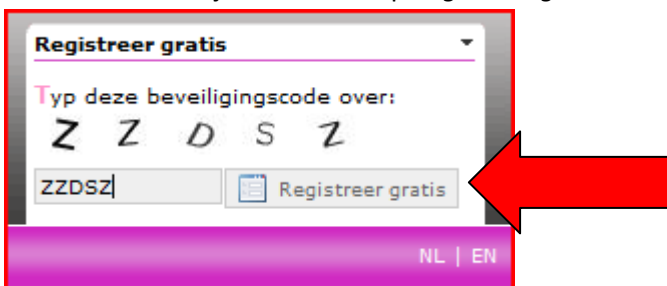 Registreer gratis
Typ deze beveiligingscode over:
Z Z D S Z
ZZDSZ
Registreer gratis
NL | EN